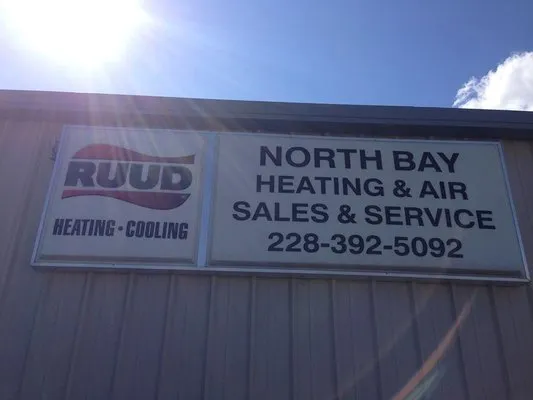 RUUD
HEATING • COOLING
NORTH BAY
HEATING & AIR
SALES & SERVICE
228-392-5092